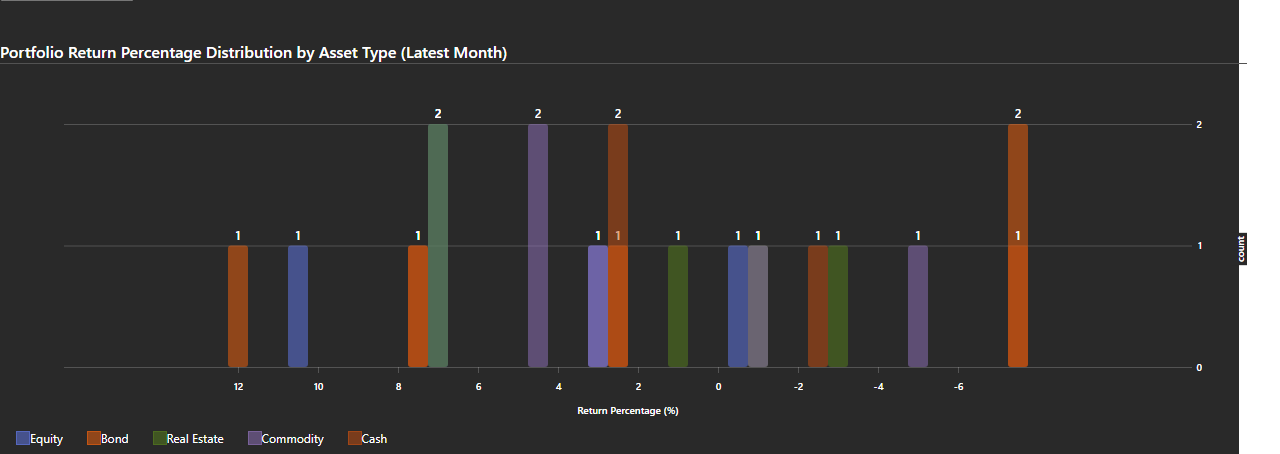 Portfolio Return Percentage Distribution by Asset Type (Latest Month)
2 2 2 2
2
1 1 1 1 1 1 1 1 1 1 1 1 1
1
count
0
12 10 8 6 4 2 0 -2 -4 -6
Return Percentage (%)
Equity Bond Real Estate Commodity Cash